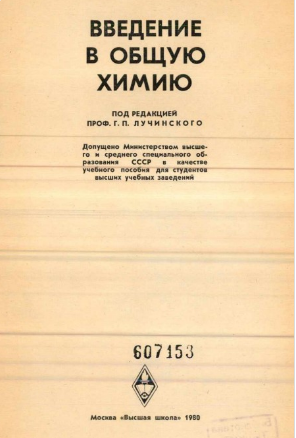 ВВЕДЕНИЕ
В ОБЩУЮ
ХИМИЮ
ПОД РЕДАКЦИЕЙ
ПРОФ. Г. П. ЛУЧИНСКОГО
Допущено Министерством высше-
го и среднего специального об-
разования СССР в качестве
учебного пособия для студентов
высших учебных заведений
607153
Москва «Высшая школа» 1980